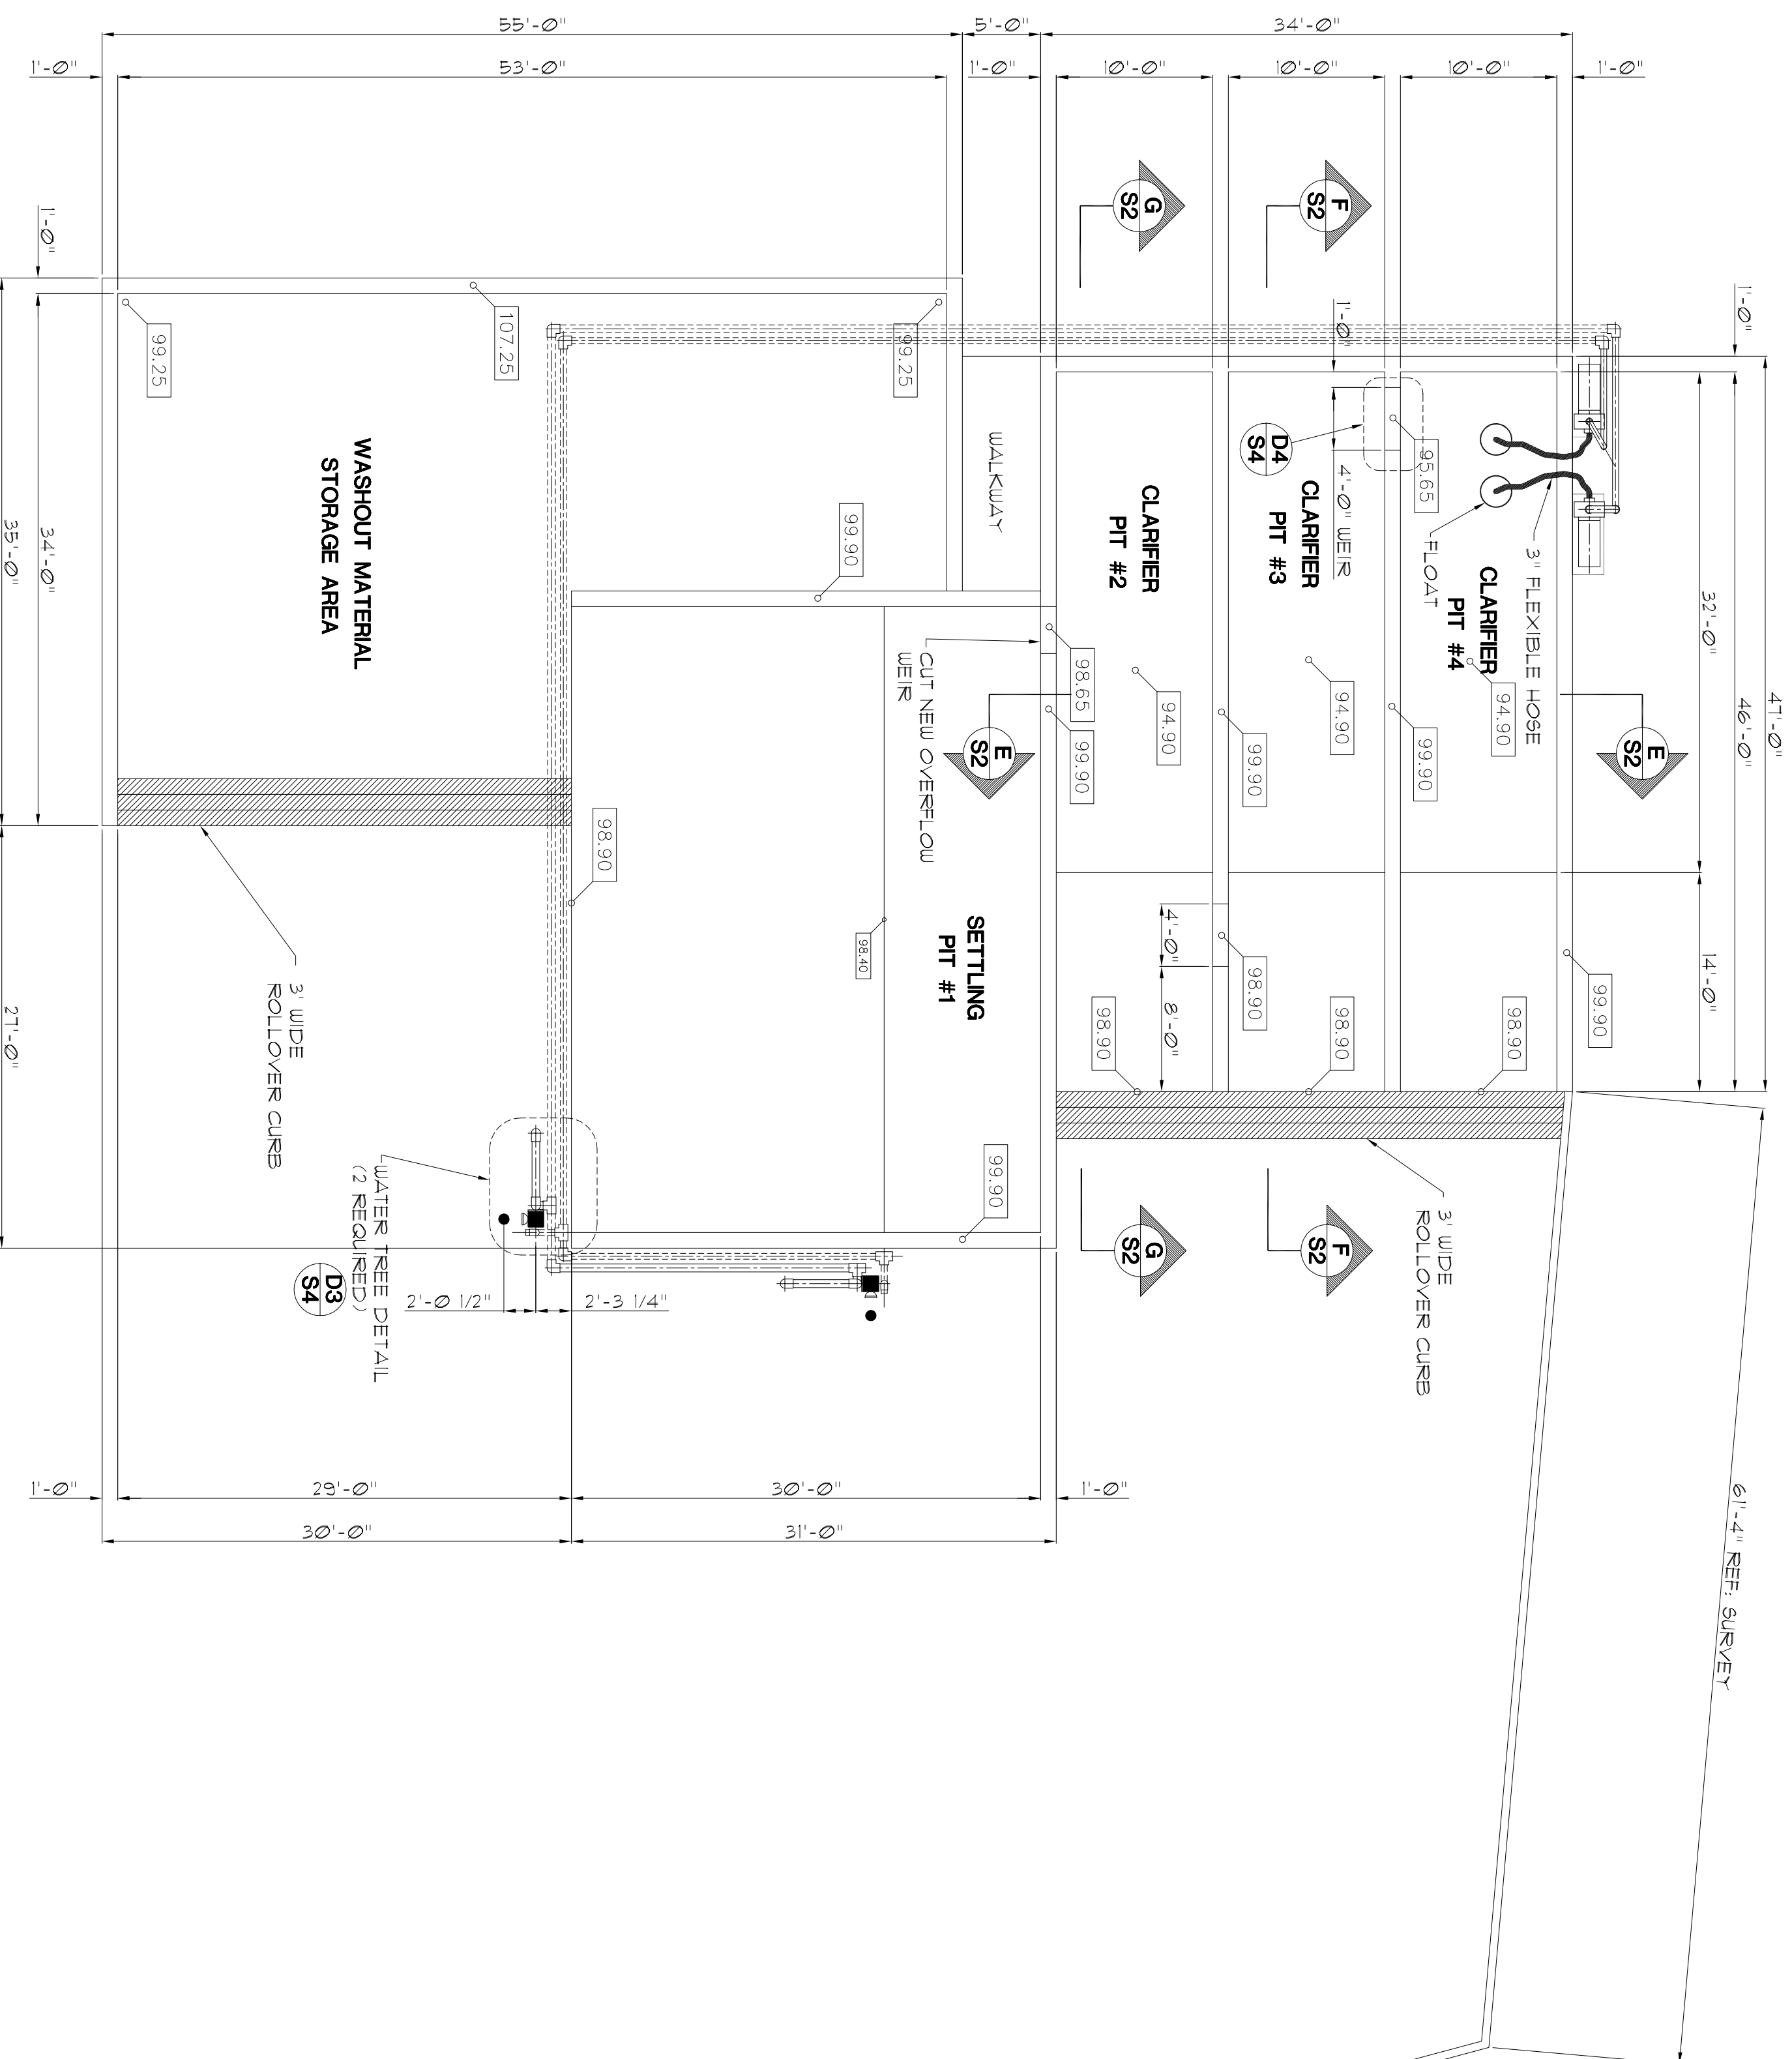 55'-0"
5'-0"
34'-0"
1'-0"
53'-0"
1'-0"
10'-0"
10'-0"
10'-0"
1'-0"
47'-0"
46'-0"
32'-0"
14'-0"
1'-0"
61'-4" REF: SURVEY
E
S2
E
S2
F
S2
F
S2
G
S2
G
S2
3" FLEXIBLE HOSE
FLOAT
CLARIFIER
PIT #4
94.90
99.90
98.90
95.65
99.90
1'-0"
4'-0" WEIR
D4
S4
CLARIFIER
PIT #3
94.90
98.90
99.90
98.90
4'-0"
8'-0"
CLARIFIER
PIT #2
94.90
98.90
3' WIDE
ROLLOVER CURB
98.65
99.90
WALKWAY
CUT NEW OVERFLOW
WEIR
SETTLING
PIT #1
99.90
98.40
99.90
98.90
99.25
107.25
99.25
WASHOUT MATERIAL
STORAGE AREA
3' WIDE
ROLLOVER CURB
WATER TREE DETAIL
(2 REQUIRED)
D3
S4
2'-0 1/2"
2'-3 1/4"
1'-0"
29'-0"
30'-0"
1'-0"
30'-0"
31'-0"
1'-0"
34'-0"
35'-0"
27'-0"